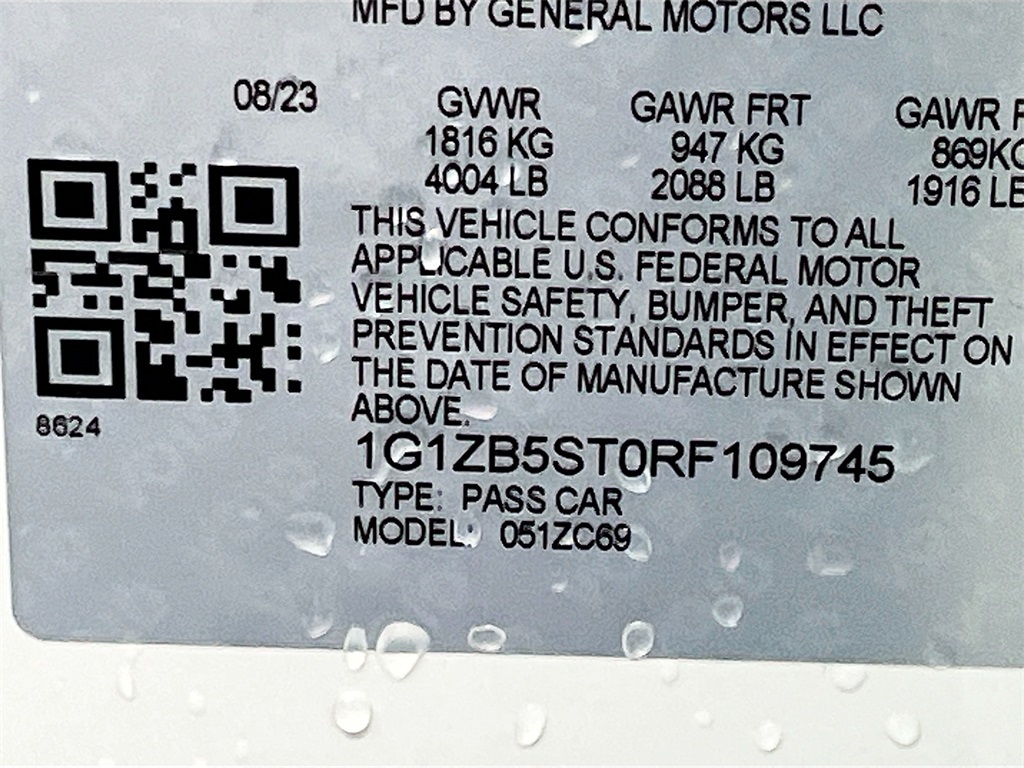 MFD BY GENERAL MOTORS LLC
08/23 GVWR GAWR FRT GAWR
1816 KG 947 KG 869KG
4004 LB 2088 LB 1916 LB
THIS VEHICLE CONFORMS TO ALL
APPLICABLE U.S. FEDERAL MOTOR
VEHICLE SAFETY, BUMPER, AND THEFT
PREVENTION STANDARDS IN EFFECT ON
THE DATE OF MANUFACTURE SHOWN
ABOVE.
8624
1G1ZB5ST0RF109745
TYPE: PASS CAR
MODEL: 051ZC69